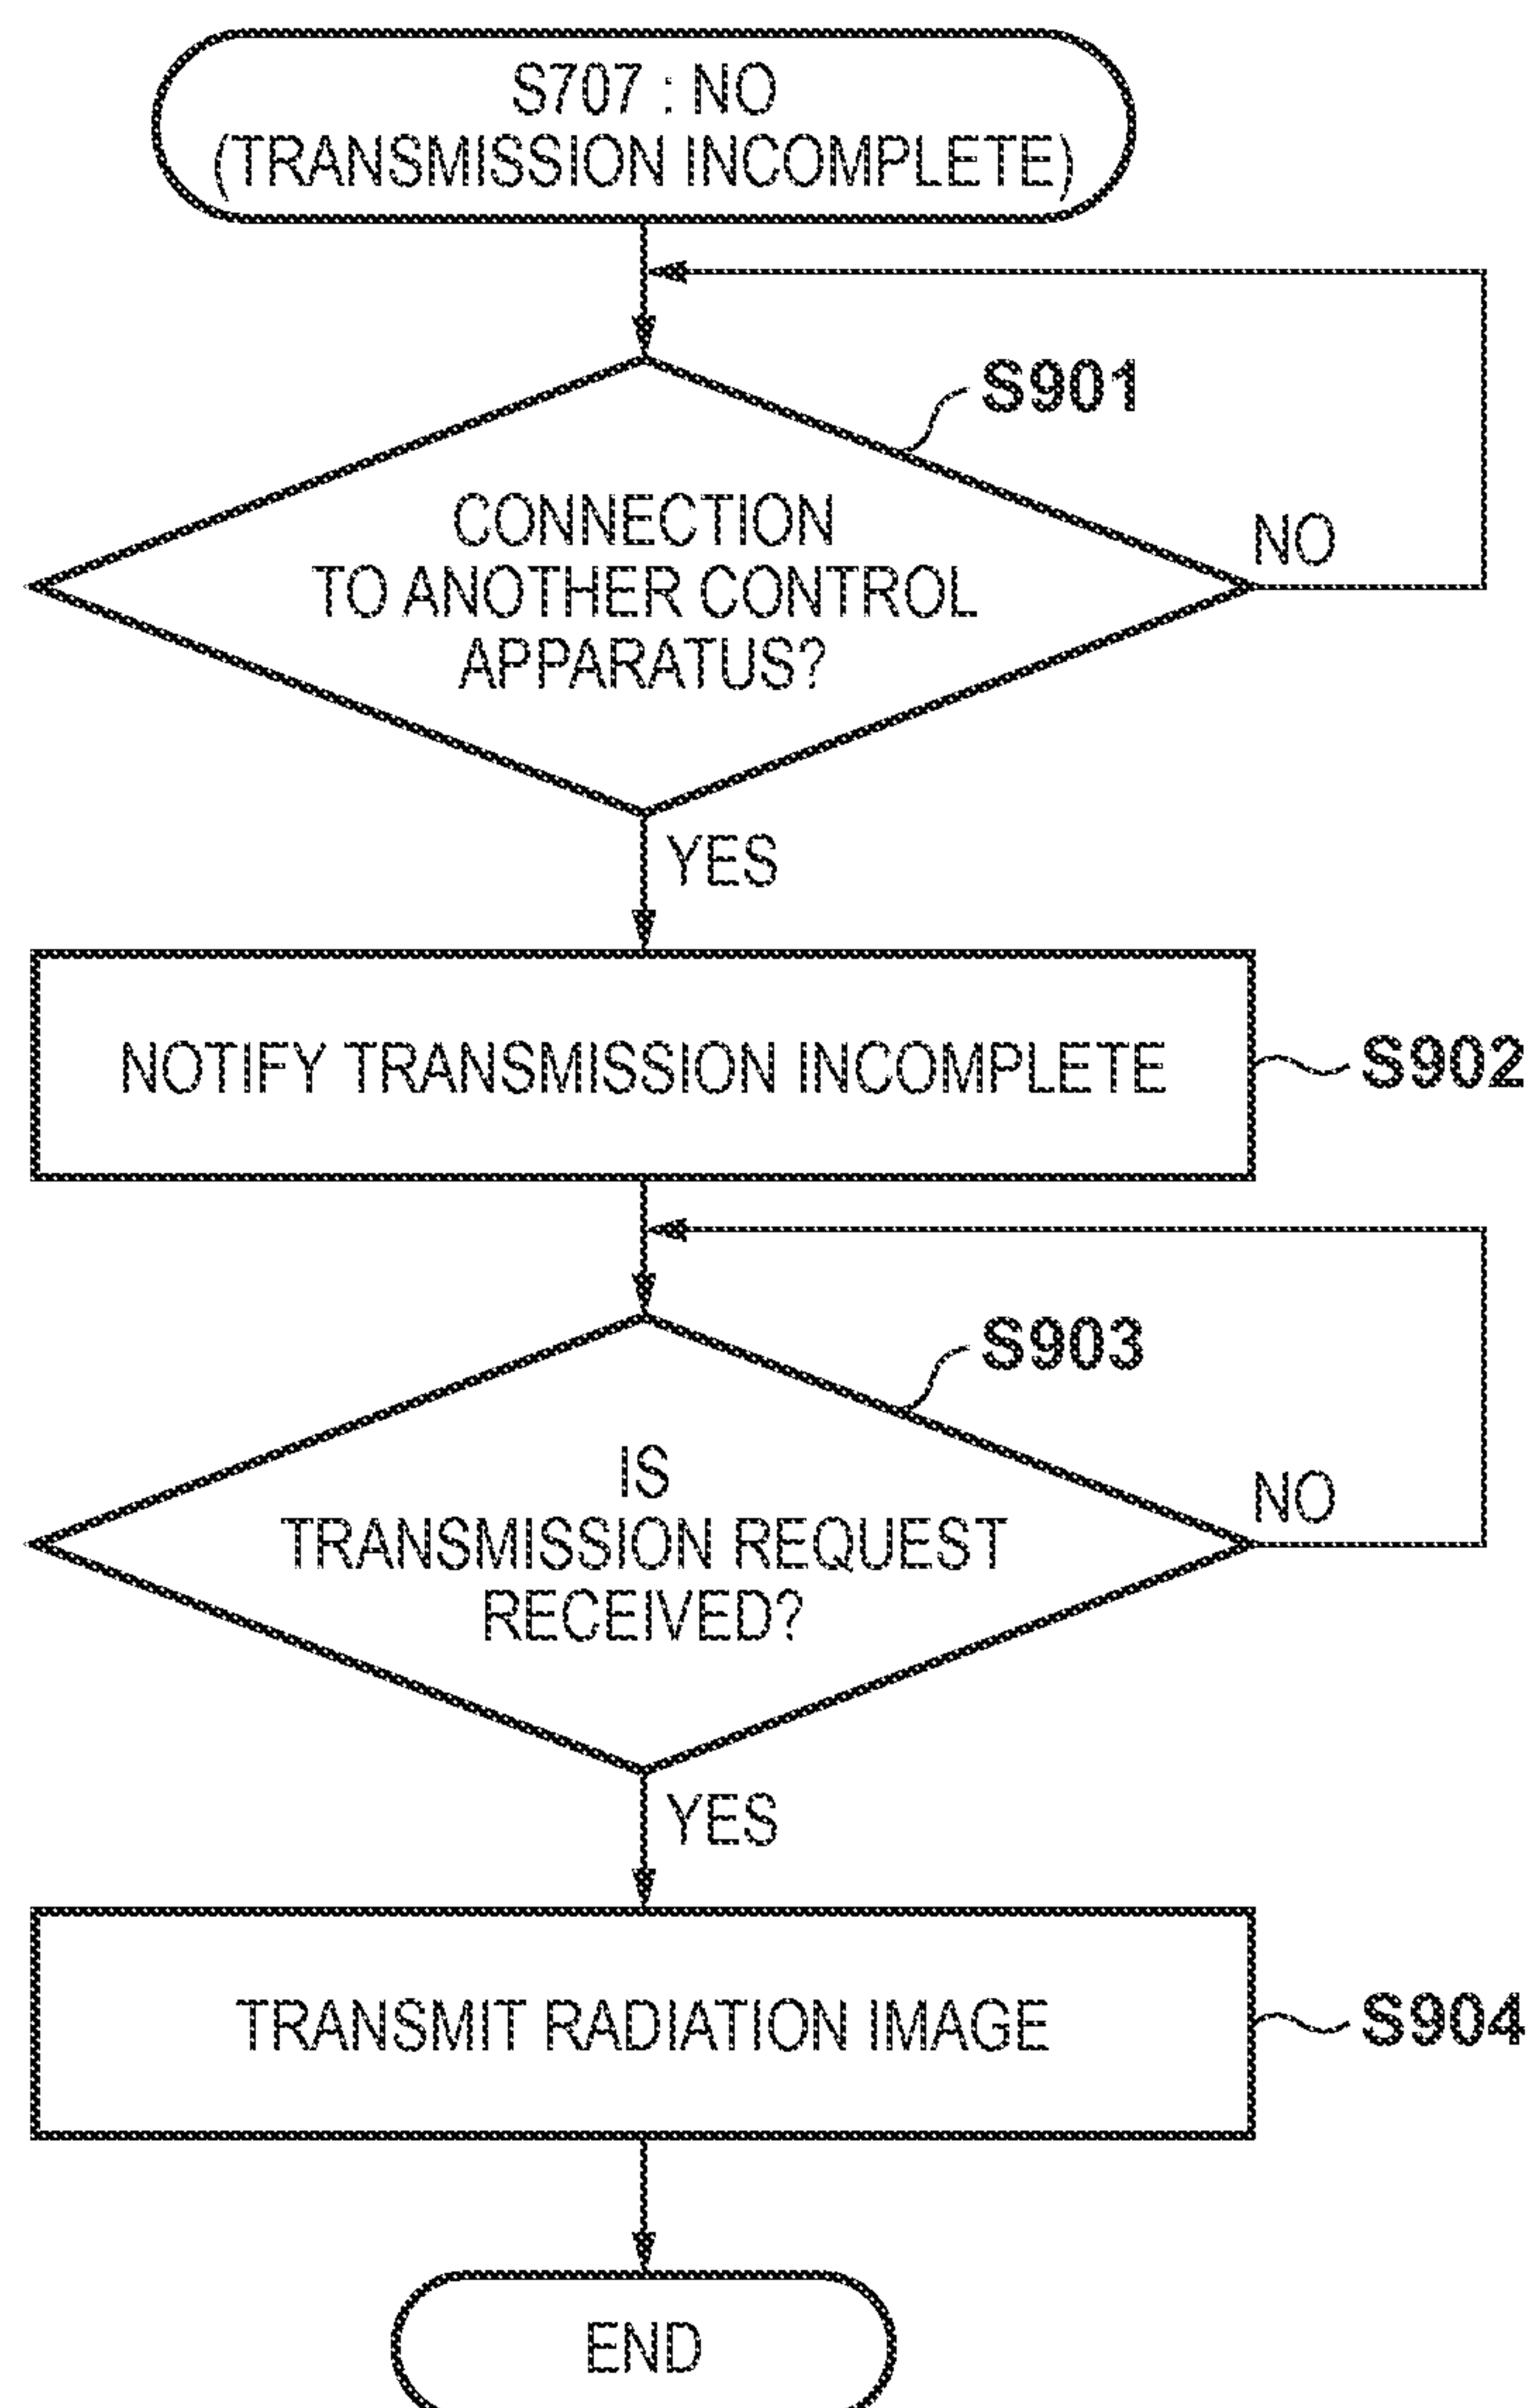 S707 : NO
(TRANSMISSION INCOMPLETE)
S901
CONNECTION
TO ANOTHER CONTROL
APPARATUS?
NO
YES
NOTIFY TRANSMISSION INCOMPLETE
S902
S903
IS
TRANSMISSION REQUEST
RECEIVED?
NO
YES
TRANSMIT RADIATION IMAGE
S904
END